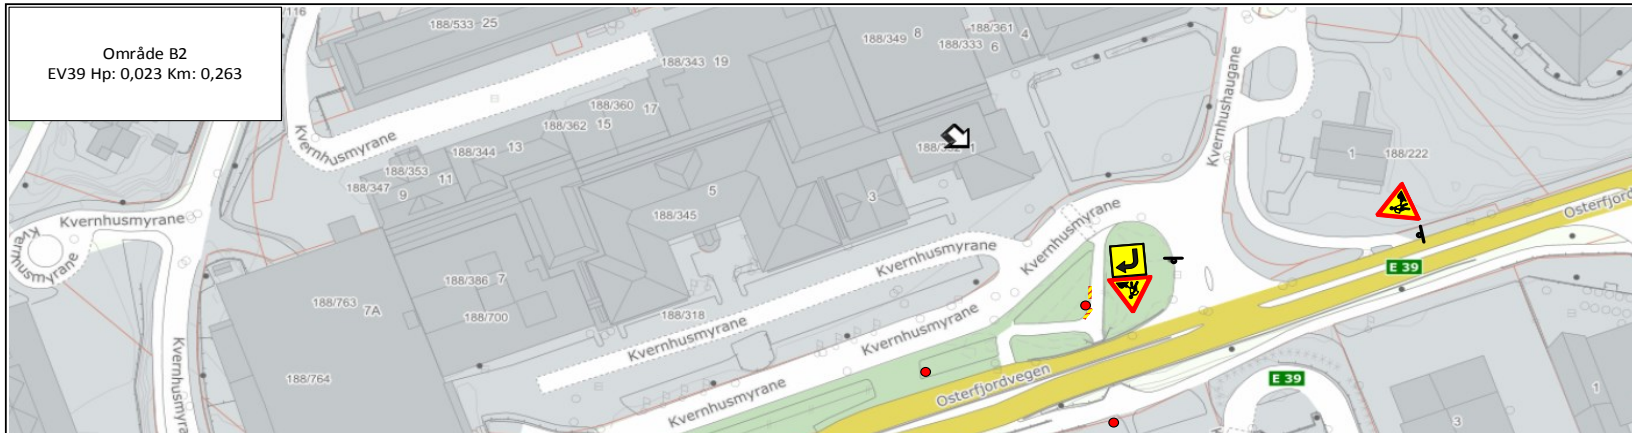 Område B2
EV39 Hp: 0,023 Km: 0,263
/116
188/533 25
188/349 8
188/361
188/333 6
4
188/343 19
188/360 17
188/362 15
188/344 13
188/353 11
188/347 9
Kvernhusmyrane
Kvernhusmyrane
Kvernhusmyrane
188/345
5
3
1
Kvernhushaugane
1
188/222
Kvernhusmyrane
Kvernhusmyrane
Osterfjord
E 39
188/386 7
188/700
188/763
7A
188/318
Kvernhusmyrane
Kvernhusmyrane
188/764
Kvernhusmyra
Kvernhusmyrane
Osterfjordvegen
E 39
1
3